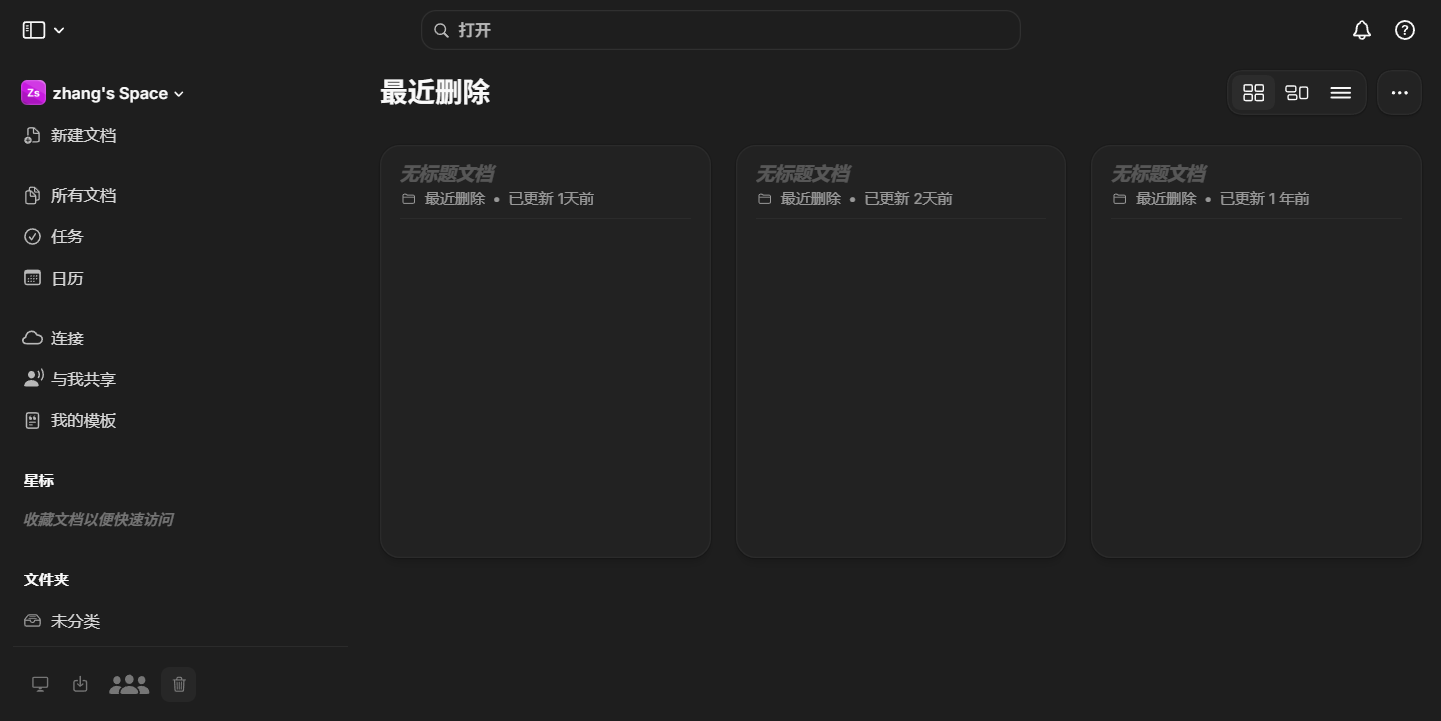 打开
Zs zhang's Space
新建文档
所有文档
任务
日历
连接
与我共享
我的模板
星标
收藏文档以便快速访问
文件夹
未分类
最近删除
无标题文档
最近删除 • 已更新 1天前
无标题文档
最近删除 • 已更新 2天前
无标题文档
最近删除 • 已更新 1 年前